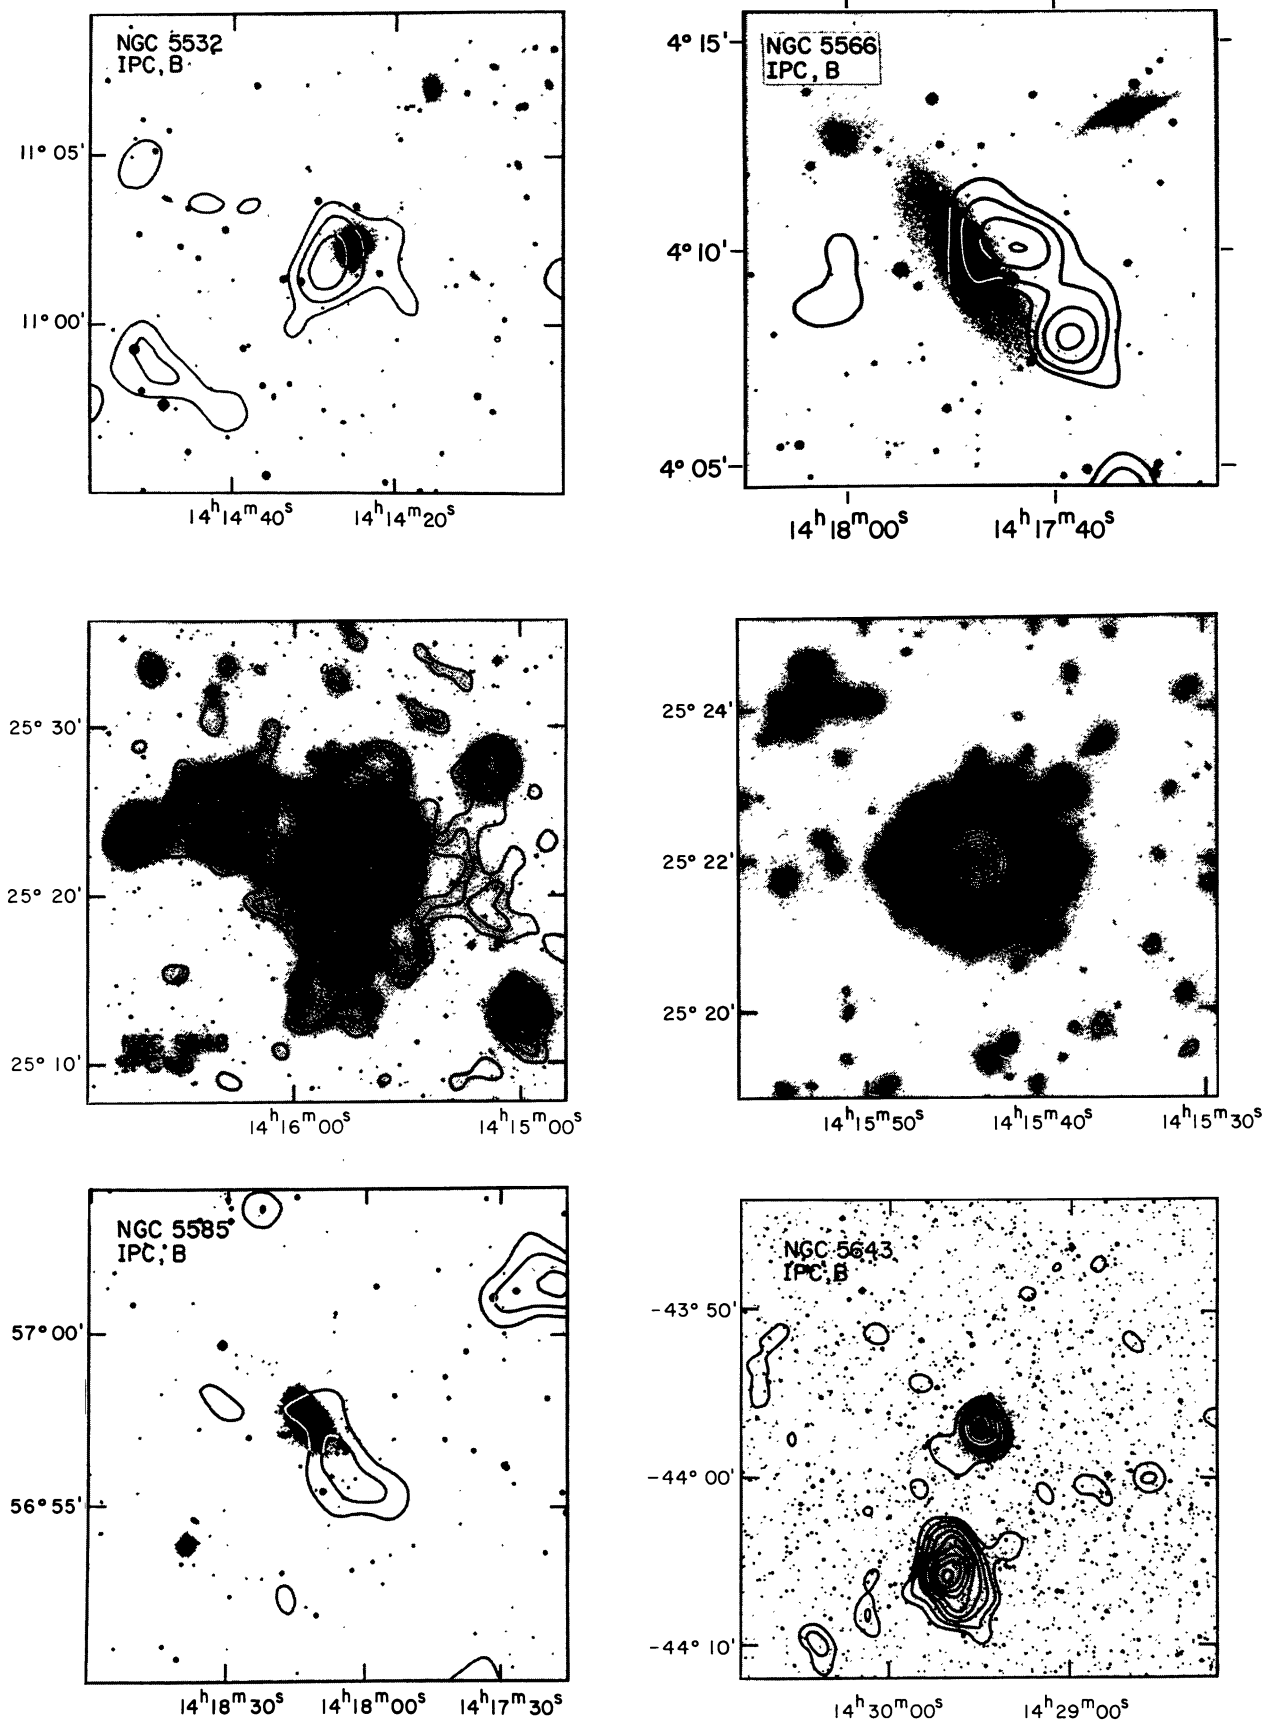 NGC 5532
IPC, B
11° 05'
11° 00'
14ʰ14ᵐ40ˢ 14ʰ14ᵐ20ˢ
NGC 5566
IPC, B
4° 15'
4° 10'
4° 05'
14ʰ18ᵐ00ˢ 14ʰ17ᵐ40ˢ
25° 30'
25° 20'
25° 10'
14ʰ16ᵐ00ˢ 14ʰ15ᵐ00ˢ
25° 24'
25° 22'
25° 20'
14ʰ15ᵐ50ˢ 14ʰ15ᵐ40ˢ 14ʰ15ᵐ30ˢ
NGC 5585
IPC, B
57° 00'
56° 55'
14ʰ18ᵐ30ˢ 14ʰ18ᵐ00ˢ 14ʰ17ᵐ30ˢ
NGC 5643
IPC, B
-43° 50'
-44° 00'
-44° 10'
14ʰ30ᵐ00ˢ 14ʰ29ᵐ00ˢ